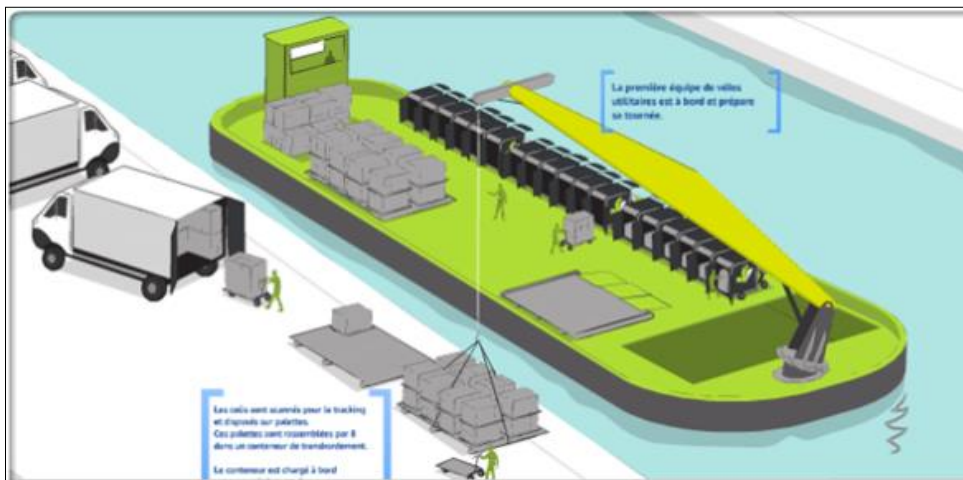 La première équipe de vélos
utilitaires est à bord et prépare
sa tournée.
Les colis sont scannés pour le tracking
et disposés sur palettes.
Ces palettes sont rassemblées par 8
dans un conteneur de transbordement.
Le conteneur est chargé à bord